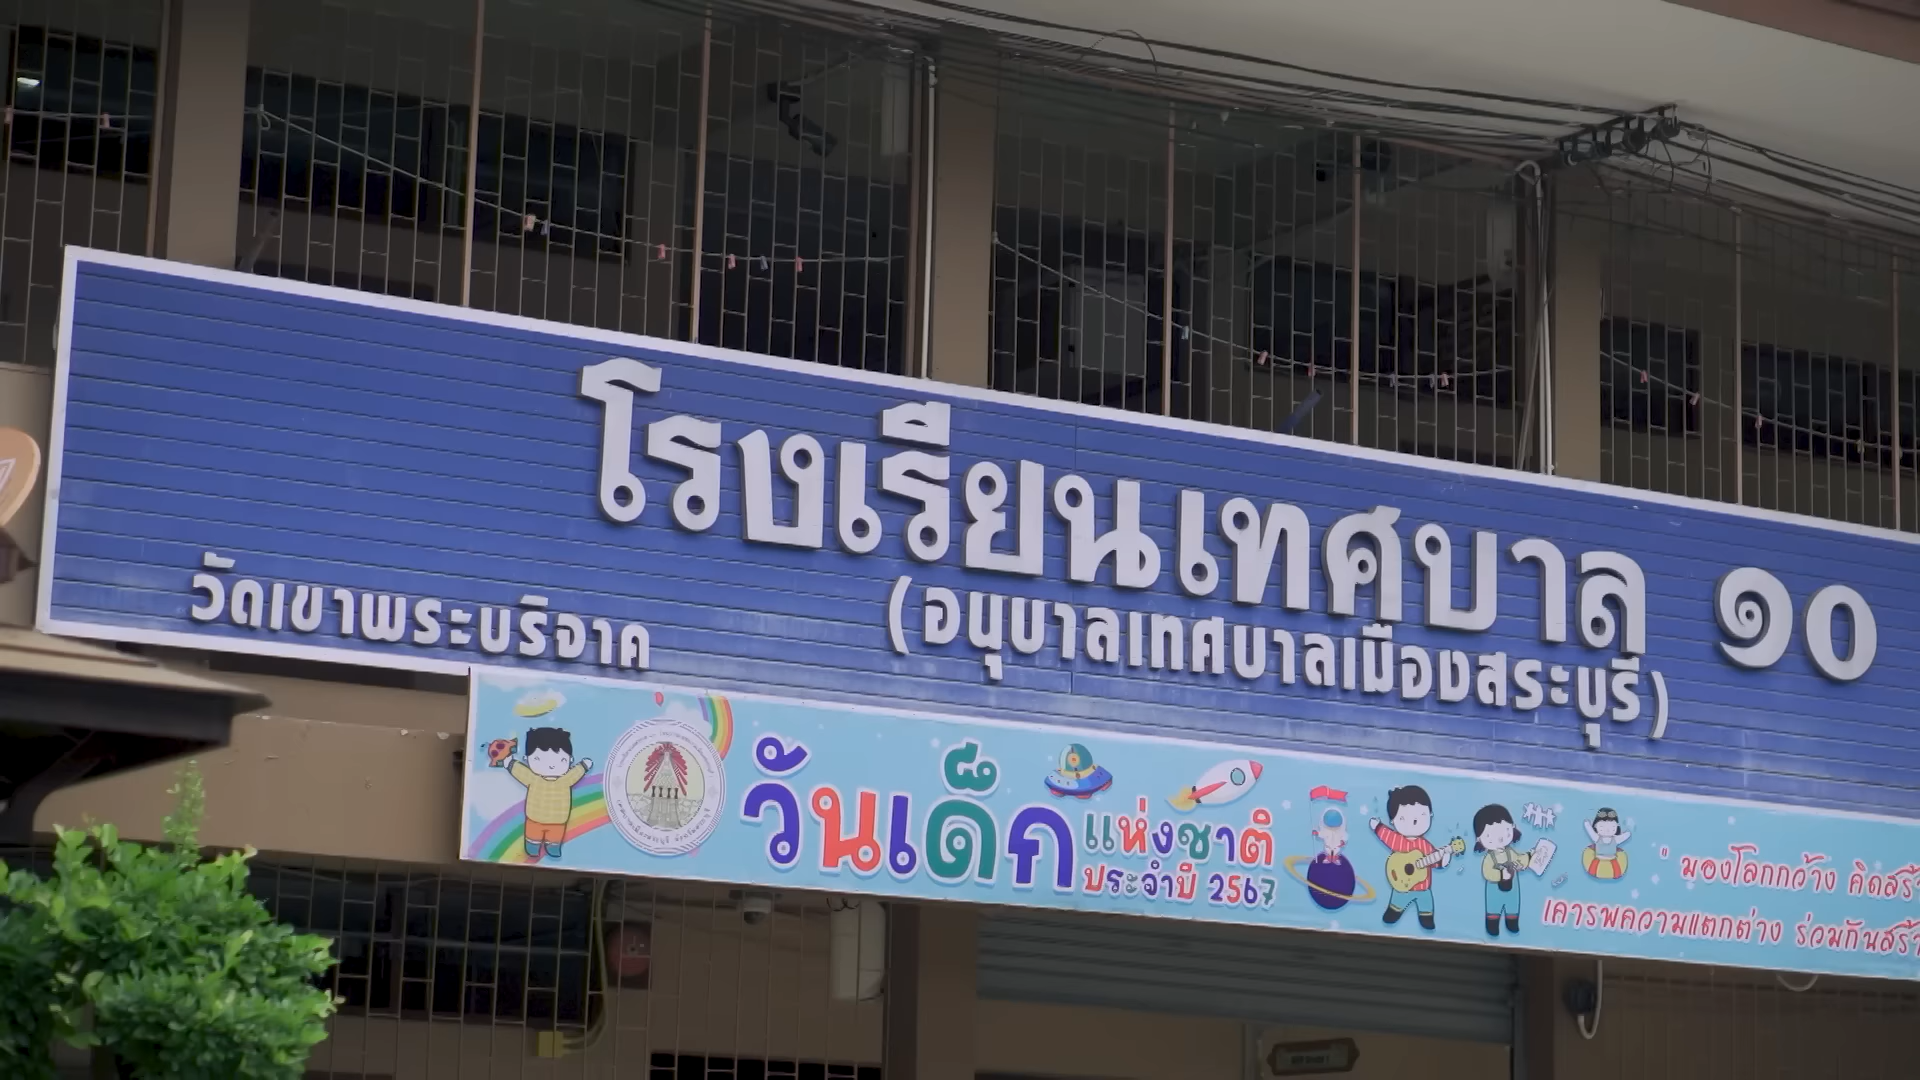 โรงเรียนเทศบาล ๑๐
(อนุบาลเทศบาลเมืองสระบุรี)
วัดเขาพระบริจาค
วันเด็ก
แห่งชาติ
ประจำปี 2567
" มองโลกกว้าง คิดสร้
เคารพความแตกต่าง ร่วมกันสร้า